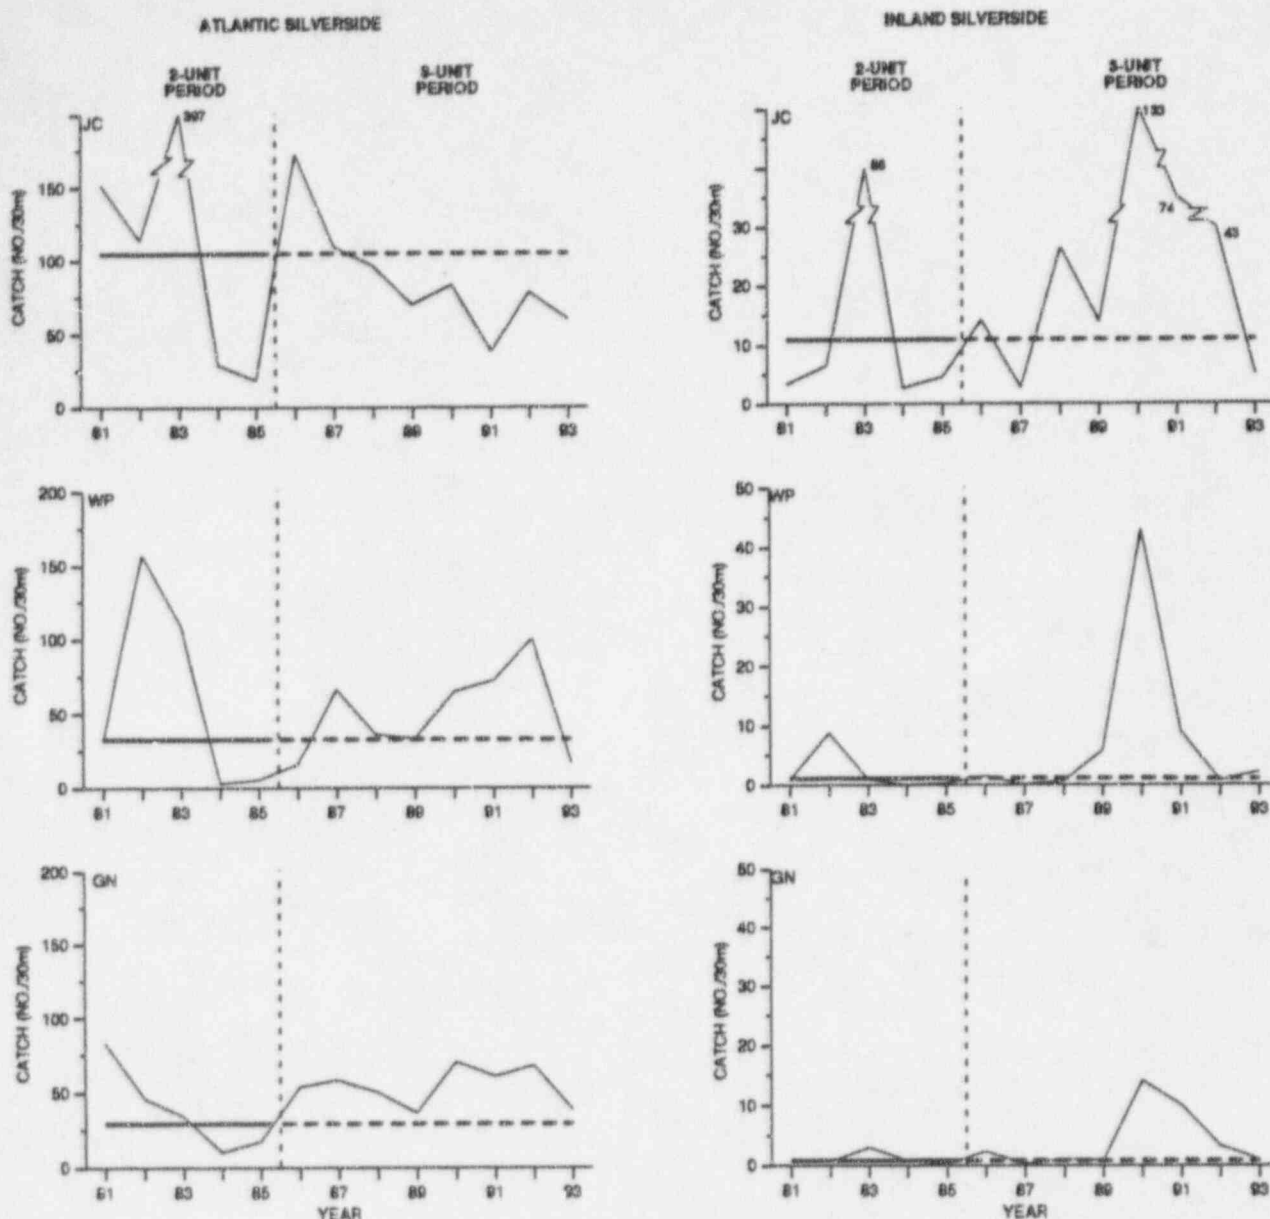 ATLANTIC SILVERSIDE
INLAND SILVERSIDE
2-UNIT PERIOD
3-UNIT PERIOD
2-UNIT PERIOD
3-UNIT PERIOD
JC
397
150
100
50
0
CATCH (NO./30m)
81 83 85 87 89 91 93
JC
86
133
74
43
30
20
10
0
CATCH (NO./30m)
81 83 85 87 89 91 93
WP
200
150
100
50
0
CATCH (NO./30m)
81 83 85 87 89 91 93
WP
50
40
30
20
10
0
CATCH (NO./30m)
81 83 85 87 89 91 93
GN
200
150
100
50
0
CATCH (NO./30m)
81 83 85 87 89 91 93
YEAR
GN
50
40
30
20
10
0
CATCH (NO./30m)
81 83 85 87 89 91 93
YEAR